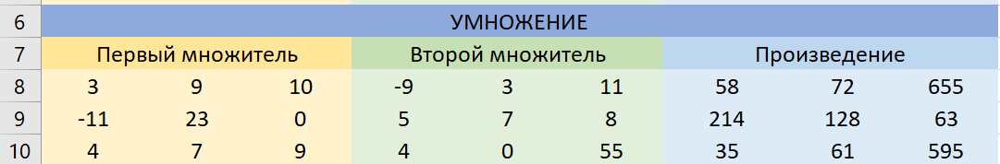 6 УМНОЖЕНИЕ
7 Первый множитель Второй множитель Произведение
8 3 9 10 -9 3 11 58 72 655
9 -11 23 0 5 7 8 214 128 63
10 4 7 9 4 0 55 35 61 595